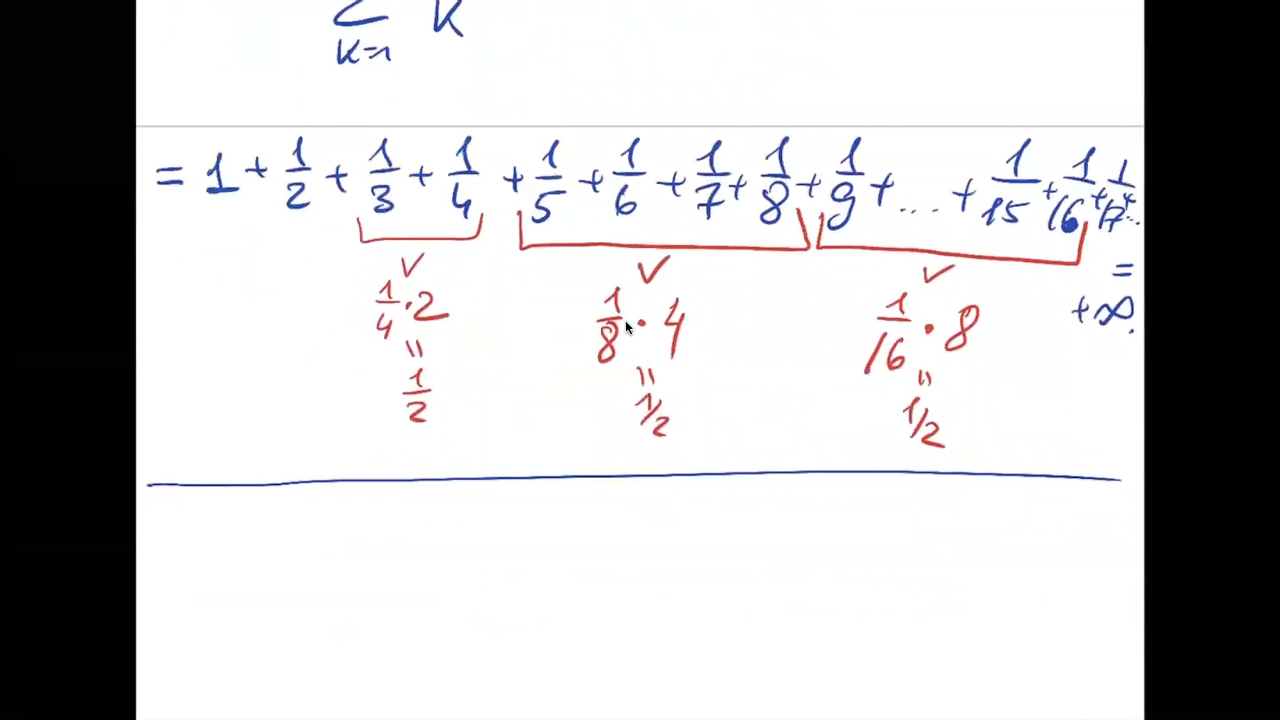 ∑ k
k=1
= 1 + 1/2 + 1/3 + 1/4 + 1/5 + 1/6 + 1/7 + 1/8 + 1/9 + .... + 1/15 + 1/16 + 1/17 + ...
= +∞.
∨ ∨ ∨
1/4 · 2 1/8 · 4 1/16 · 8
= = =
1/2 1/2 1/2